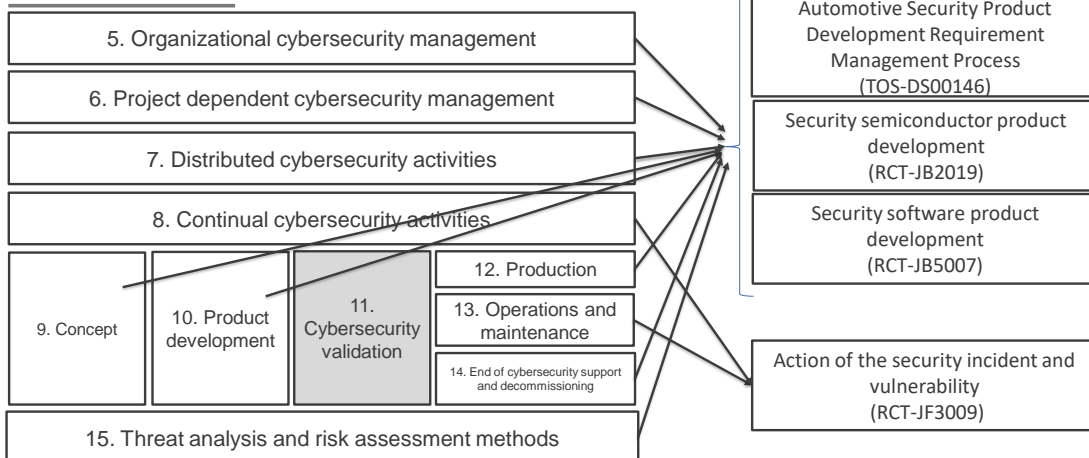 5. Organizational cybersecurity management
6. Project dependent cybersecurity management
7. Distributed cybersecurity activities
8. Continual cybersecurity activities
9. Concept
10. Product
development
11.
Cybersecurity
validation
12. Production
13. Operations and
maintenance
14. End of cybersecurity support
and decommissioning
15. Threat analysis and risk assessment methods
Automotive Security Product
Development Requirement
Management Process
(TOS-DS00146)
Security semiconductor product
development
(RCT-JB2019)
Security software product
development
(RCT-JB5007)
Action of the security incident and
vulnerability
(RCT-JF3009)